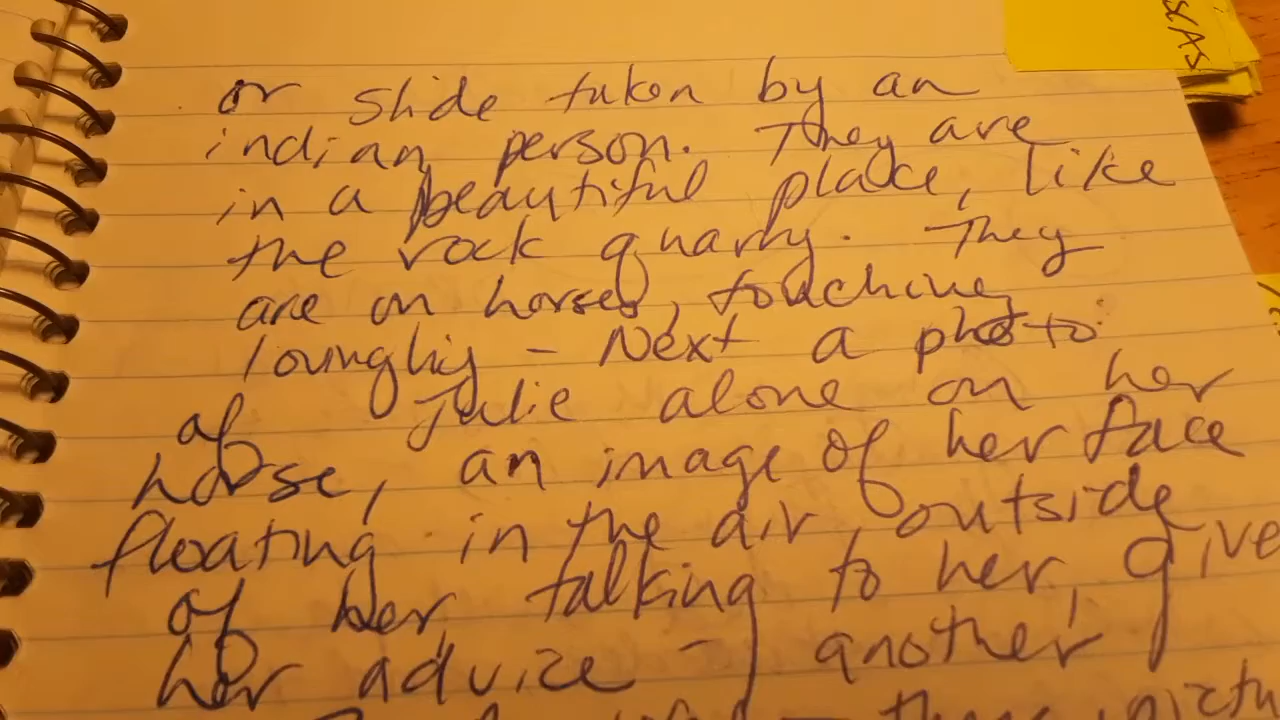 or slide taken by an
indian person. They are
in a beautiful place, like
the rock quarry. They
are on horses, touching
lovingly - Next a photo
of Julie alone on her
horse, an image of her face
floating in the air, outside
of her, talking to her, give
her advice - another